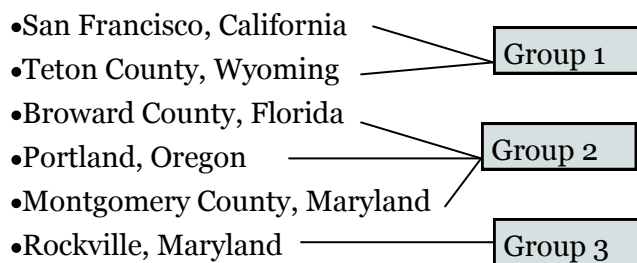 •San Francisco, California
•Teton County, Wyoming
Group 1
•Broward County, Florida
•Portland, Oregon
•Montgomery County, Maryland
Group 2
•Rockville, Maryland
Group 3